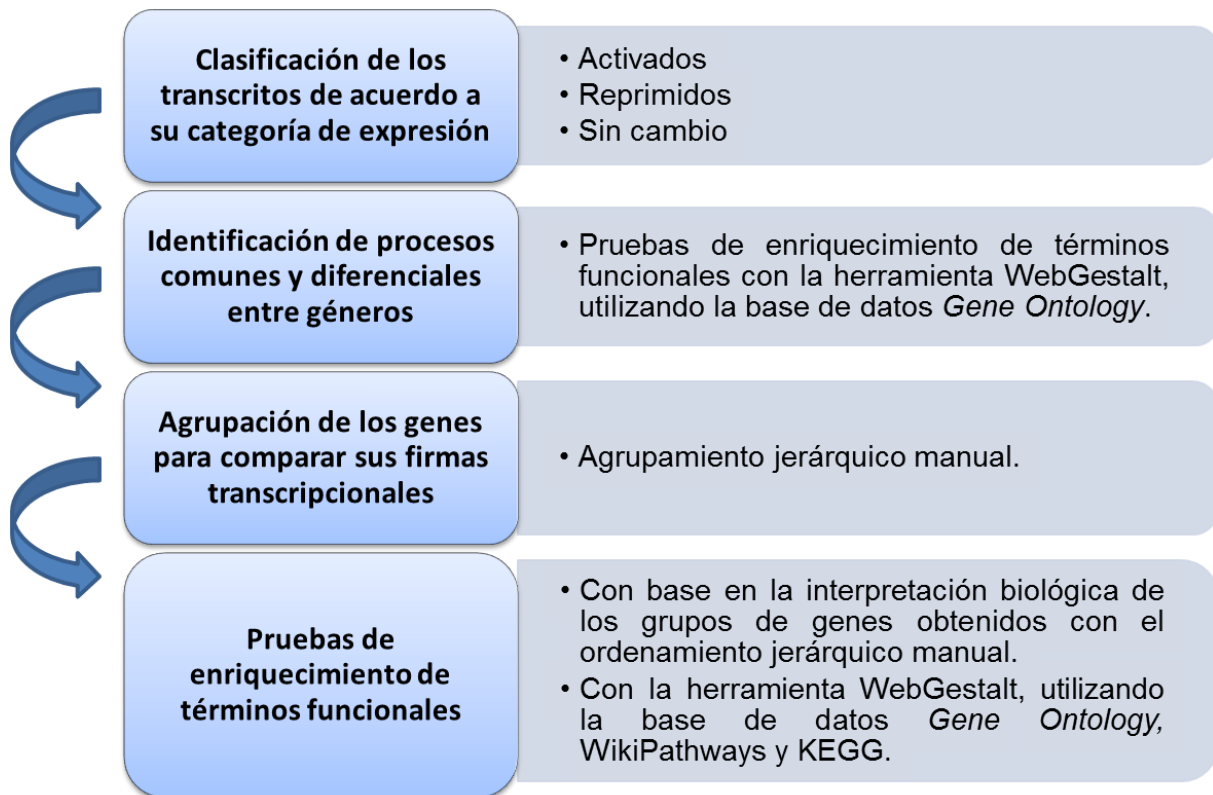 Clasificación de los
transcritos de acuerdo a
su categoría de expresión
• Activados
• Reprimidos
• Sin cambio
Identificación de procesos
comunes y diferenciales
entre géneros
• Pruebas de enriquecimiento de términos
funcionales con la herramienta WebGestalt,
utilizando la base de datos Gene Ontology.
Agrupación de los genes
para comparar sus firmas
transcripcionales
• Agrupamiento jerárquico manual.
Pruebas de
enriquecimiento de
términos funcionales
• Con base en la interpretación biológica de
los grupos de genes obtenidos con el
ordenamiento jerárquico manual.
• Con la herramienta WebGestalt, utilizando
la base de datos Gene Ontology,
WikiPathways y KEGG.